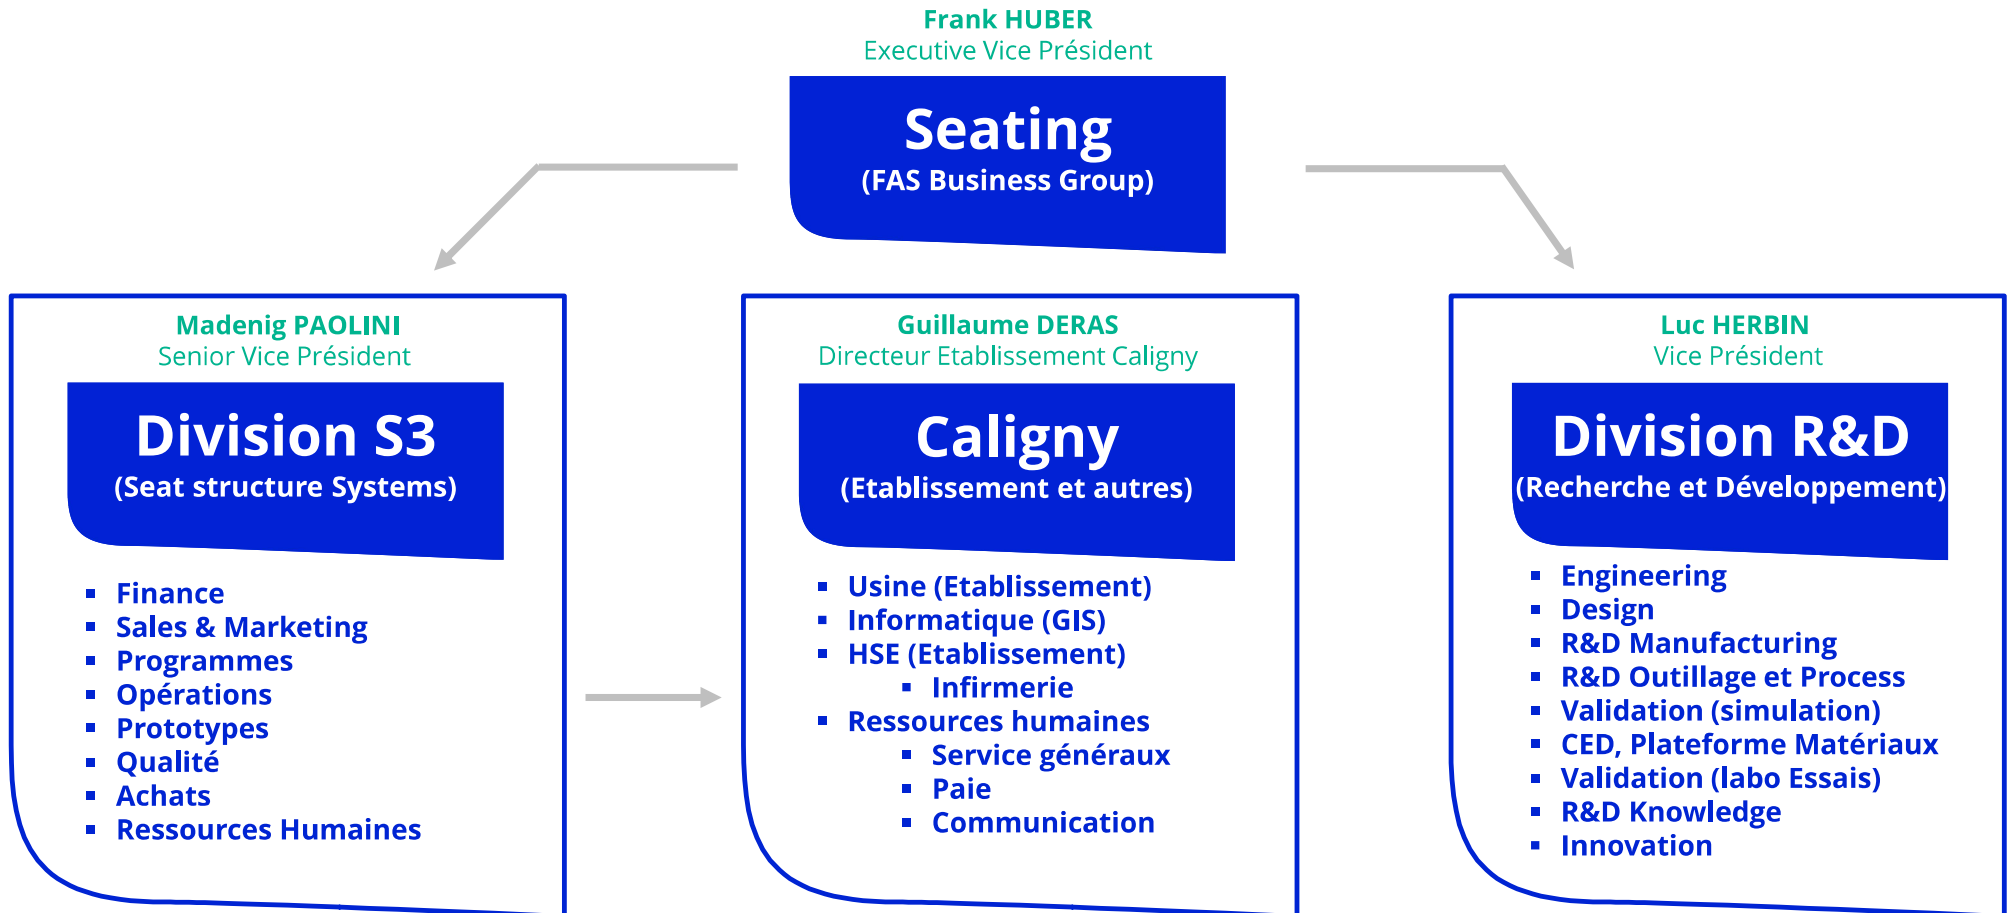 Frank HUBER
Executive Vice Président
Seating
(FAS Business Group)
Madenig PAOLINI
Senior Vice Président
Division S3
(Seat structure Systems)
▪ Finance
▪ Sales & Marketing
▪ Programmes
▪ Opérations
▪ Prototypes
▪ Qualité
▪ Achats
▪ Ressources Humaines
Guillaume DERAS
Directeur Etablissement Caligny
Caligny
(Etablissement et autres)
▪ Usine (Etablissement)
▪ Informatique (GIS)
▪ HSE (Etablissement)
▪ Infirmerie
▪ Ressources humaines
▪ Service généraux
▪ Paie
▪ Communication
Luc HERBIN
Vice Président
Division R&D
(Recherche et Développement)
▪ Engineering
▪ Design
▪ R&D Manufacturing
▪ R&D Outillage et Process
▪ Validation (simulation)
▪ CED, Plateforme Matériaux
▪ Validation (labo Essais)
▪ R&D Knowledge
▪ Innovation